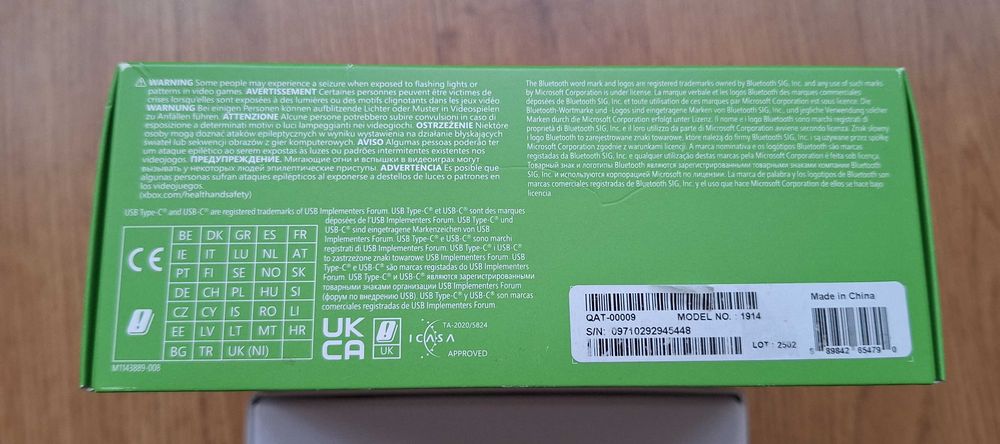 WARNING Some people may experience a seizure when exposed to flashing lights or
patterns in video games. AVERTISSEMENT Certaines personnes peuvent être victimes de
crises lorsqu'elles sont exposées à des lumières ou des motifs clignotants dans les jeux vidéo
WARNUNG Bei einigen Personen können aufblitzende Lichter oder Muster in Videospielen
zu Anfällen führen. ATTENZIONE Alcune persone potrebbero subire convulsioni in caso di
esposizione a determinati motivi o luci lampeggianti nei videogiochi. OSTRZEŻENIE Niektóre
osoby mogą doznać ataków epileptycznych w wyniku wystawienia na działanie błyskających
świateł lub sekwencji obrazów z gier komputerowych. AVISO Algumas pessoas poderão ter
um ataque epilético ao serem expostas às luzes ou padrões intermitentes existentes nos
videojogos. ПРЕДУПРЕЖДЕНИЕ. Мигающие огни и вспышки в видеоиграх могут
вызывать у некоторых людей эпилептические приступы. ADVERTENCIA Es posible que
algunas personas sufran ataques epilépticos al exponerse a destellos de luces o patrones en
los videojuegos.
(xbox.com/healthandsafety)
The Bluetooth word mark and logos are registered trademarks owned by Bluetooth SIG, Inc. and any use of such marks
by Microsoft Corporation is under license. La marque verbale et les logos Bluetooth des marques commerciales
déposées de Bluetooth SIG, Inc. et toute utilisation de ces marques par Microsoft Corporation est sous licence. Die
Bluetooth-Wortmarke und -Logos sind eingetragene Marken von Bluetooth SIG, Inc. und jegliche Verwendung solcher
Marken durch Microsoft Corporation erfolgt unter Lizenz. Il nome e i logo Bluetooth sono marchi registrati di
proprietà di Bluetooth SIG, Inc. e il loro utilizzo da parte di Microsoft Corporation avviene secondo licenza. Znak słowny
i logo Bluetooth to zarejestrowane znaki towarowe, które należą do firmy Bluetooth SIG, Inc. i są używane przez spółkę
Microsoft Corporation zgodnie z warunkami licencji. A marca nominativa e os logótipos Bluetooth são marcas
registadas da Bluetooth SIG, Inc. e qualquer utilização destas marcas pela Microsoft Corporation é feita sob licença.
Товарный знак и логотипы Bluetooth являются зарегистрированными товарными знаками компании Bluetooth
SIG, Inc. и используются корпорацией Microsoft по лицензии. La marca de palabra y los logotipos de Bluetooth son
marcas comerciales registradas de Bluetooth SIG, Inc. y el uso que hace Microsoft Corporation de ellos se hace bajo
licencia
USB Type-C® and USB-C® are registered trademarks of USB Implementers Forum. USB Type-C® et USB-C® sont des marques
déposées de l'USB Implementers Forum. USB Type-C® und
USB-C® sind eingetragene Markenzeichen von USB
Implementers Forum. USB Type-C® e USB-C® sono marchi
registrati di USB Implementers Forum. USB Type-C® i USB-C®
to zastrzeżone znaki towarowe USB Implementers Forum. USB
Type-C® e USB-C® são marcas registadas do USB Implementers
Forum. USB Type-C® и USB-C® являются зарегистрированными
товарными знаками организации USB Implementers Forum
(форум по внедрению USB). USB Type-C® y USB-C® son marcas
comerciales registradas de USB Implementers Forum.
CE
BE DK GR ES FR
IE IT LU NL AT
PT FI SE NO SK
DE CH PL HU SI
CZ CY IS RO LI
EE LV LT MT HR
BG TR UK (NI)
M1143889-008
UK
CA
UK
ICASA
TA-2020/5824
APPROVED
QAT-00009
MODEL NO. : 1914
S/N: 09710292945448
LOT : 2502
Made in China
889842 654790